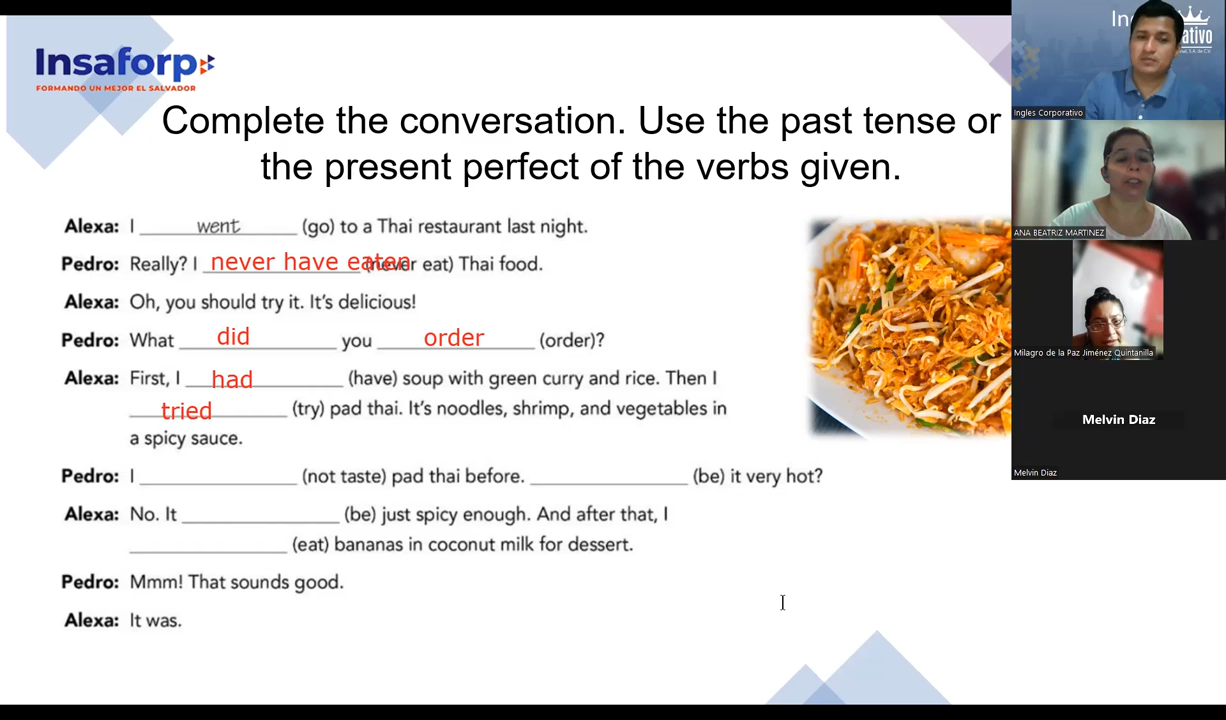 Insaforp
FORMANDO UN MEJOR EL SALVADOR
Complete the conversation. Use the past tense or
the present perfect of the verbs given.
Alexa: I went (go) to a Thai restaurant last night.
Pedro: Really? I never have eaten (never eat) Thai food.
Alexa: Oh, you should try it. It's delicious!
Pedro: What did you order (order)?
Alexa: First, I had (have) soup with green curry and rice. Then I
tried (try) pad thai. It's noodles, shrimp, and vegetables in
a spicy sauce.
Pedro: I ____________ (not taste) pad thai before. ____________ (be) it very hot?
Alexa: No. It ____________ (be) just spicy enough. And after that, I
____________ (eat) bananas in coconut milk for dessert.
Pedro: Mmm! That sounds good.
Alexa: It was.
Ingles Corporativo
ANA BEATRIZ MARTINEZ
Milagro de la Paz Jiménez Quintanilla
Melvin Diaz
Melvin Diaz